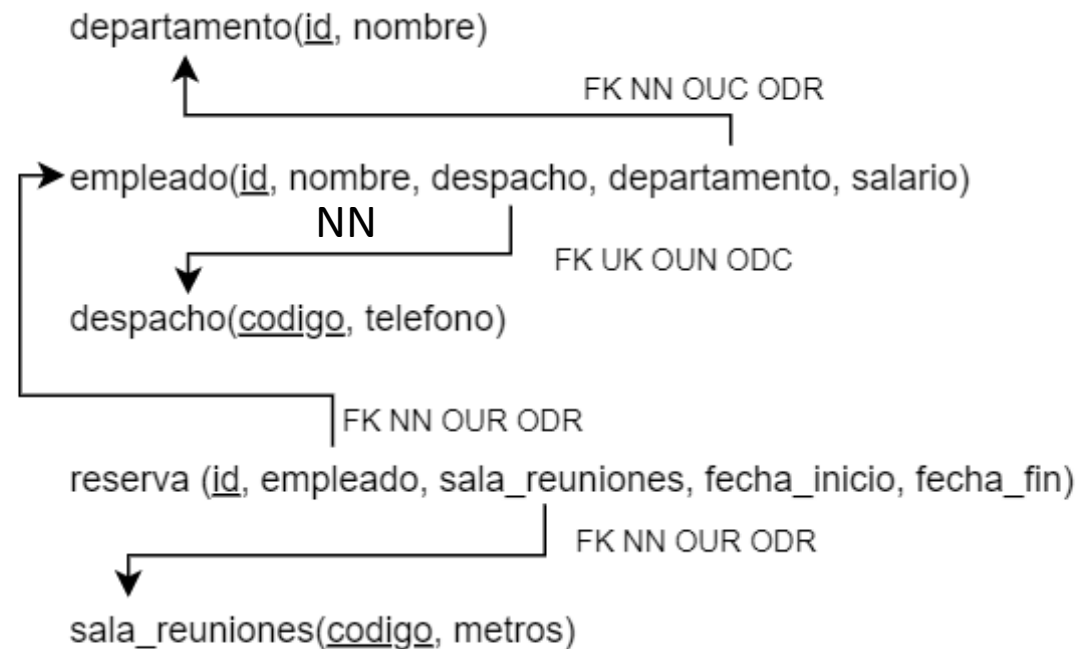 departamento(id, nombre)
FK NN OUC ODR
empleado(id, nombre, despacho, departamento, salario)
NN
FK UK OUN ODC
despacho(codigo, telefono)
FK NN OUR ODR
reserva (id, empleado, sala_reuniones, fecha_inicio, fecha_fin)
FK NN OUR ODR
sala_reuniones(codigo, metros)